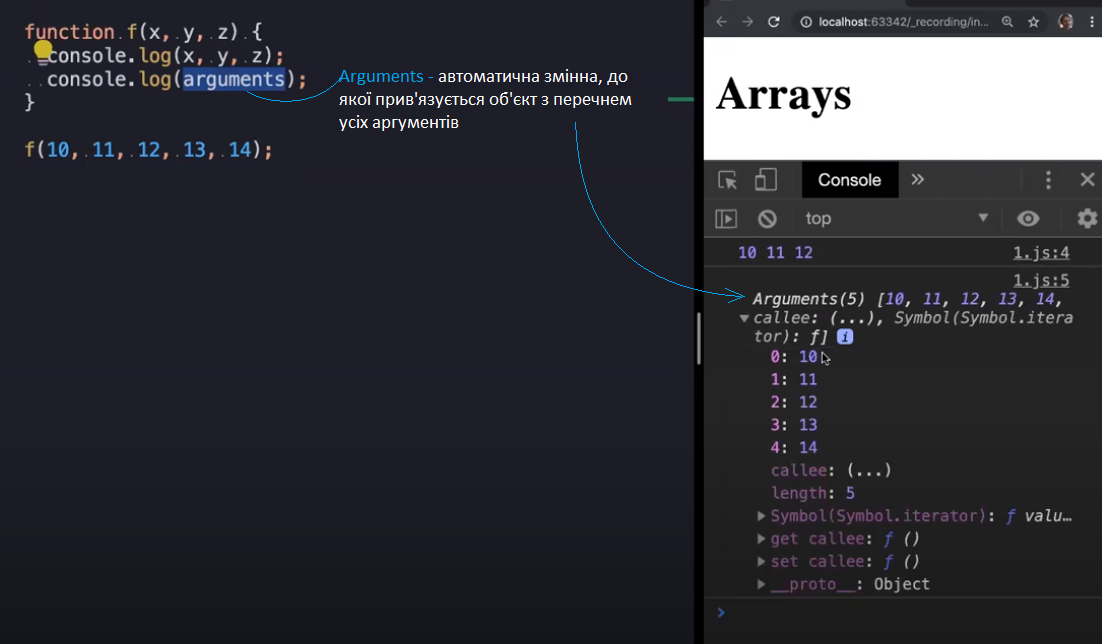 function f(x, y, z) {
console.log(x, y, z);
console.log(arguments);
}
f(10, 11, 12, 13, 14);
Arguments - автоматична змінна, до
якої прив'язується об'єкт з перечнем
усіх аргументів
localhost:63342/_recording/in...
Arrays
Console »
top
10 11 12 1.js:4
1.js:5
Arguments(5) [10, 11, 12, 13, 14,
callee: (...), Symbol(Symbol.itera
tor): ƒ] i
0: 10
1: 11
2: 12
3: 13
4: 14
callee: (...)
length: 5
Symbol(Symbol.iterator): ƒ valu…
get callee: ƒ ()
set callee: ƒ ()
__proto__: Object